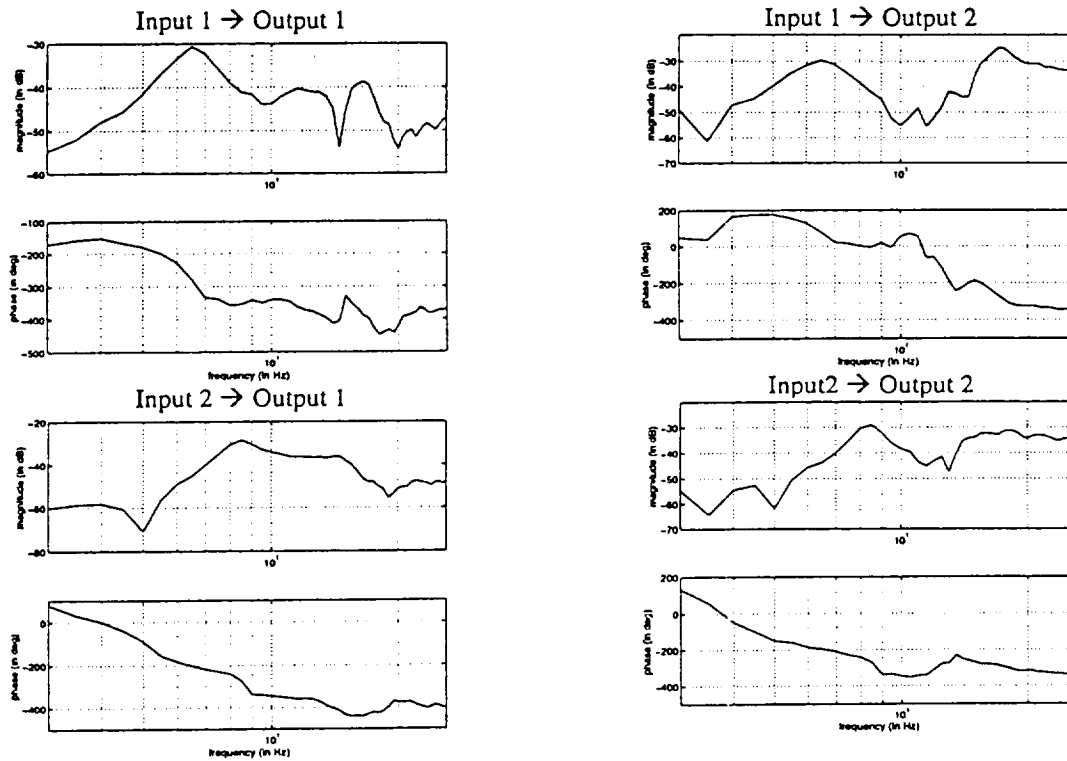 Input 1 → Output 1
-30
-40
-50
-60
magnitude (in dB)
10¹
-100
-200
-300
-400
-500
phase (in deg)
10¹
frequency (in Hz)
Input 1 → Output 2
-20
-30
-40
-50
-60
-70
magnitude (in dB)
10¹
200
0
-200
-400
phase (in deg)
10¹
frequency (in Hz)
Input 2 → Output 1
-20
-40
-60
-80
magnitude (in dB)
10¹
0
-200
-400
phase (in deg)
10¹
frequency (in Hz)
Input2 → Output 2
-20
-30
-40
-50
-60
-70
magnitude (in dB)
10¹
200
0
-200
-400
phase (in deg)
10¹
frequency (in Hz)